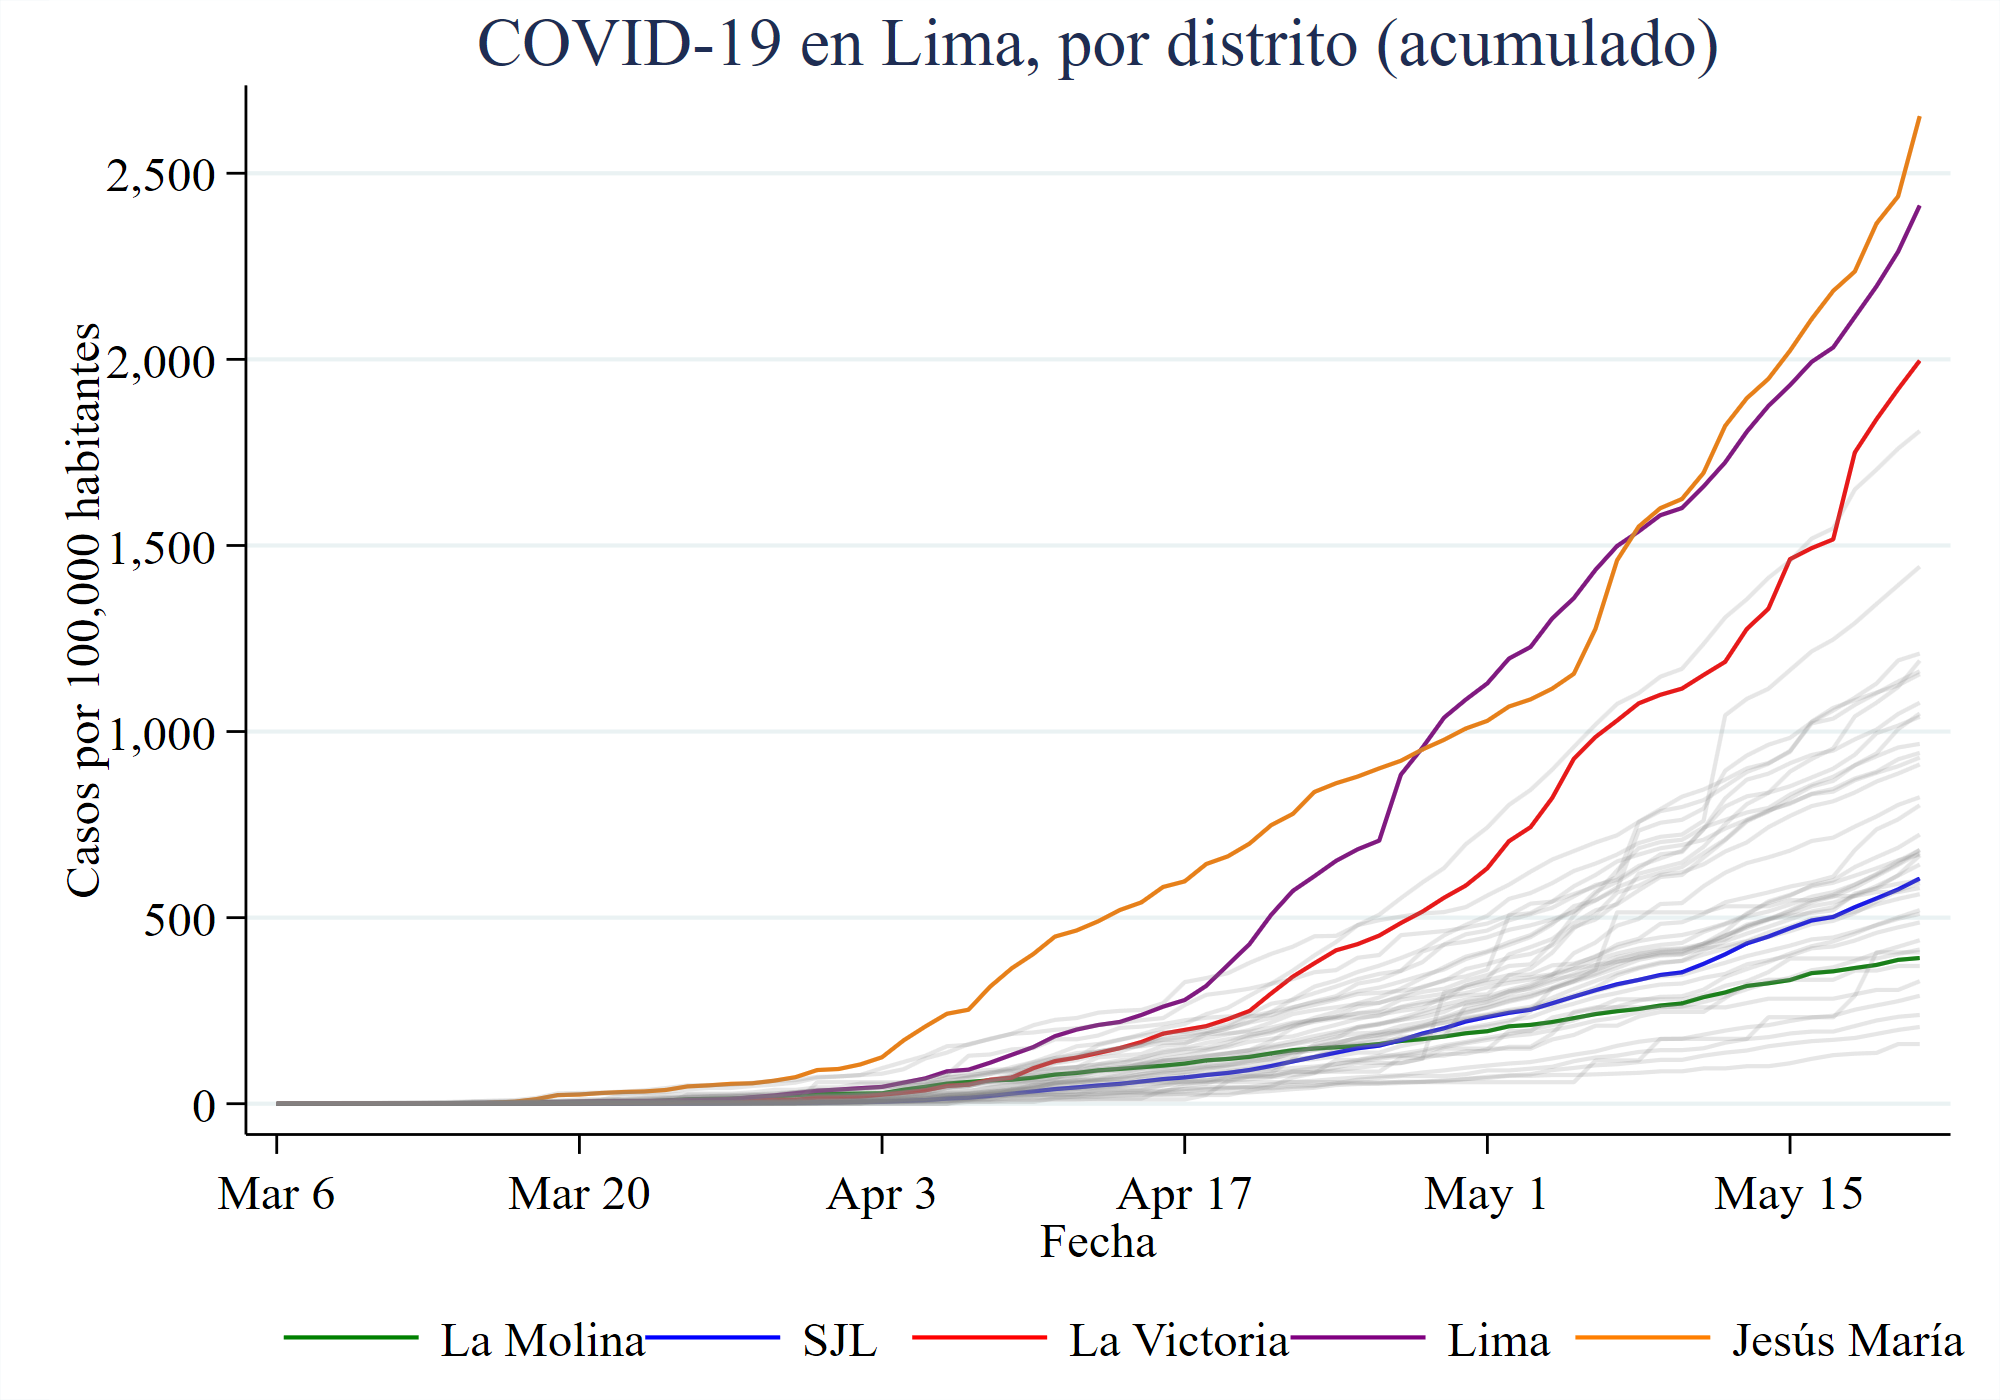 COVID-19 en Lima, por distrito (acumulado)
Casos por 100,000 habitantes
2,500
2,000
1,500
1,000
500
0
Mar 6 Mar 20 Apr 3 Apr 17 May 1 May 15
Fecha
La Molina SJL La Victoria Lima Jesús María